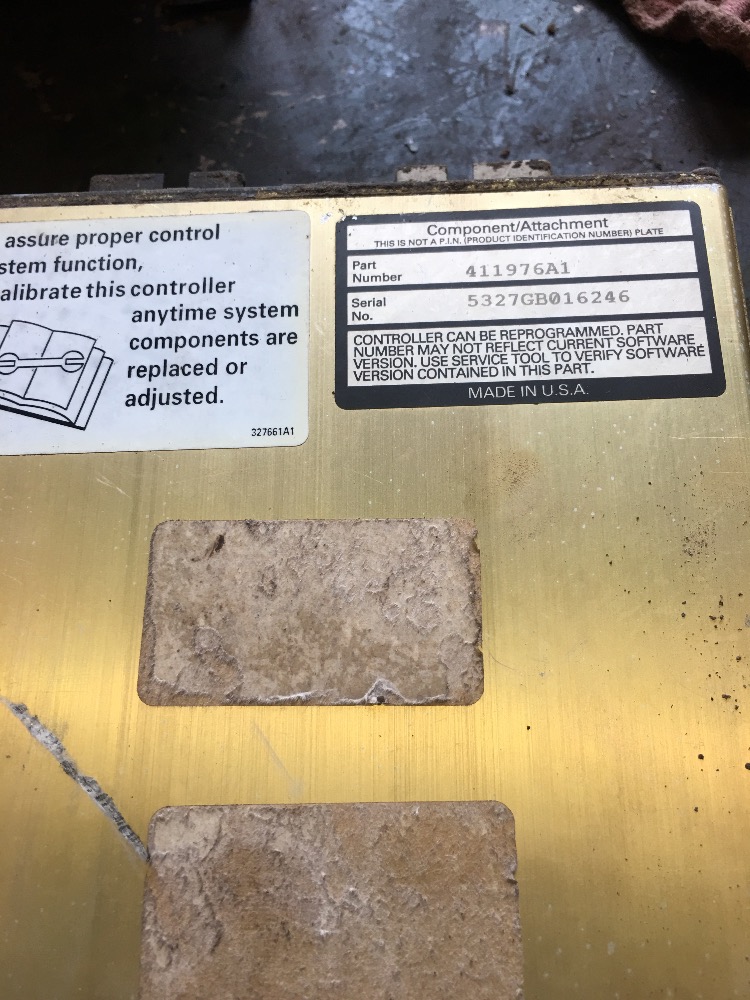 assure proper control
stem function,
alibrate this controller
anytime system
components are
replaced or
adjusted.
327661A1
Component/Attachment
THIS IS NOT A P.I.N. (PRODUCT IDENTIFICATION NUMBER) PLATE
Part
Number
411976A1
Serial
No.
5327GB016246
CONTROLLER CAN BE REPROGRAMMED. PART
NUMBER MAY NOT REFLECT CURRENT SOFTWARE
VERSION. USE SERVICE TOOL TO VERIFY SOFTWARE
VERSION CONTAINED IN THIS PART.
MADE IN U.S.A.